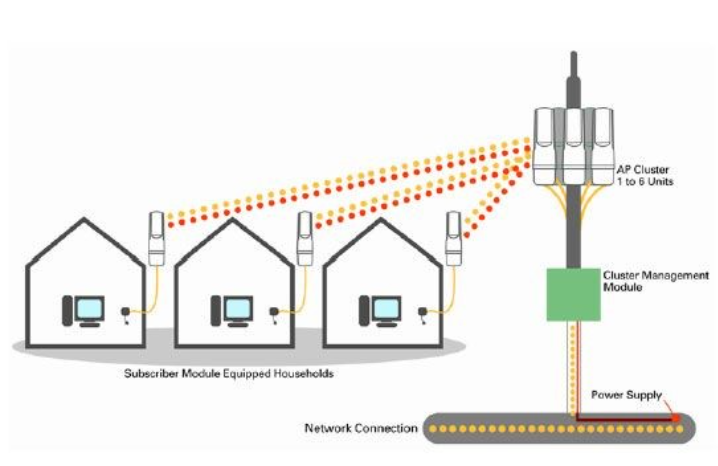 AP Cluster
1 to 6 Units
Cluster Management
Module
Subscriber Module Equipped Households
Power Supply
Network Connection